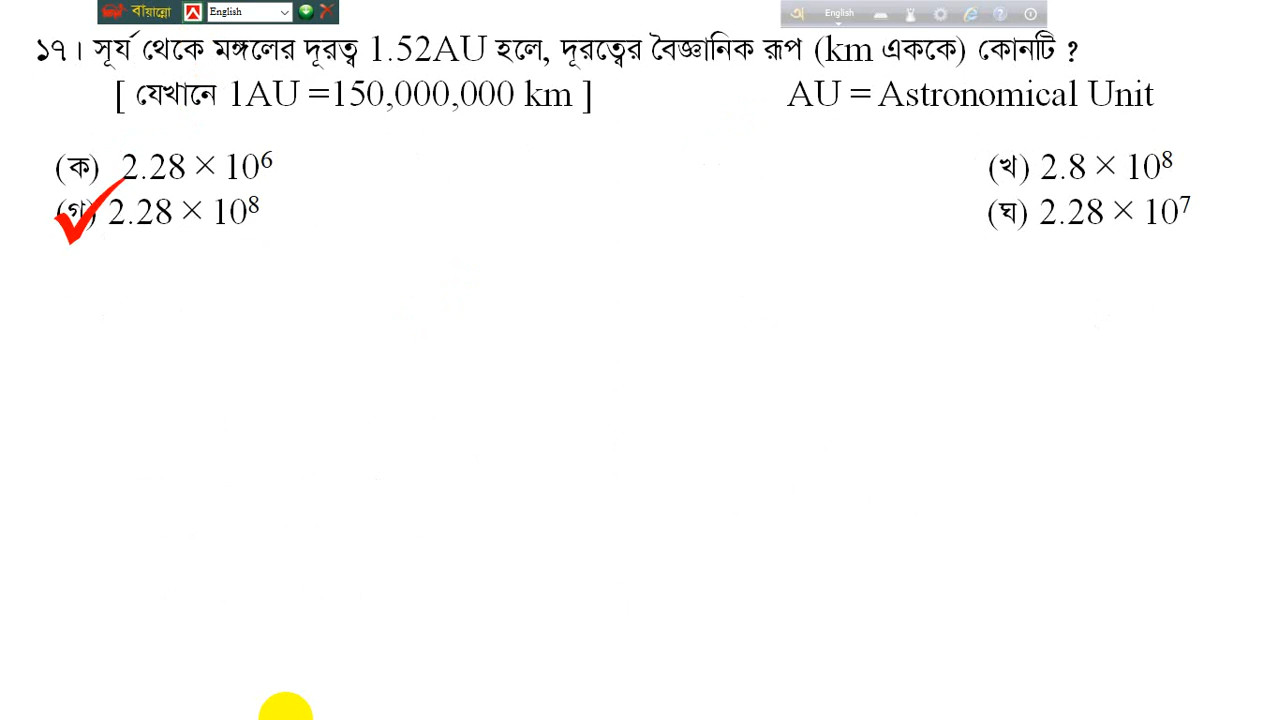 বায়ান্নো English
English
১৭। সূর্য থেকে মঙ্গলের দূরত্ব 1.52AU হলে, দূরত্বের বৈজ্ঞানিক রূপ (km এককে) কোনটি ?
[ যেখানে 1AU =150,000,000 km ] AU = Astronomical Unit
(ক) 2.28 × 10⁶ (খ) 2.8 × 10⁸
(গ) 2.28 × 10⁸ (ঘ) 2.28 × 10⁷